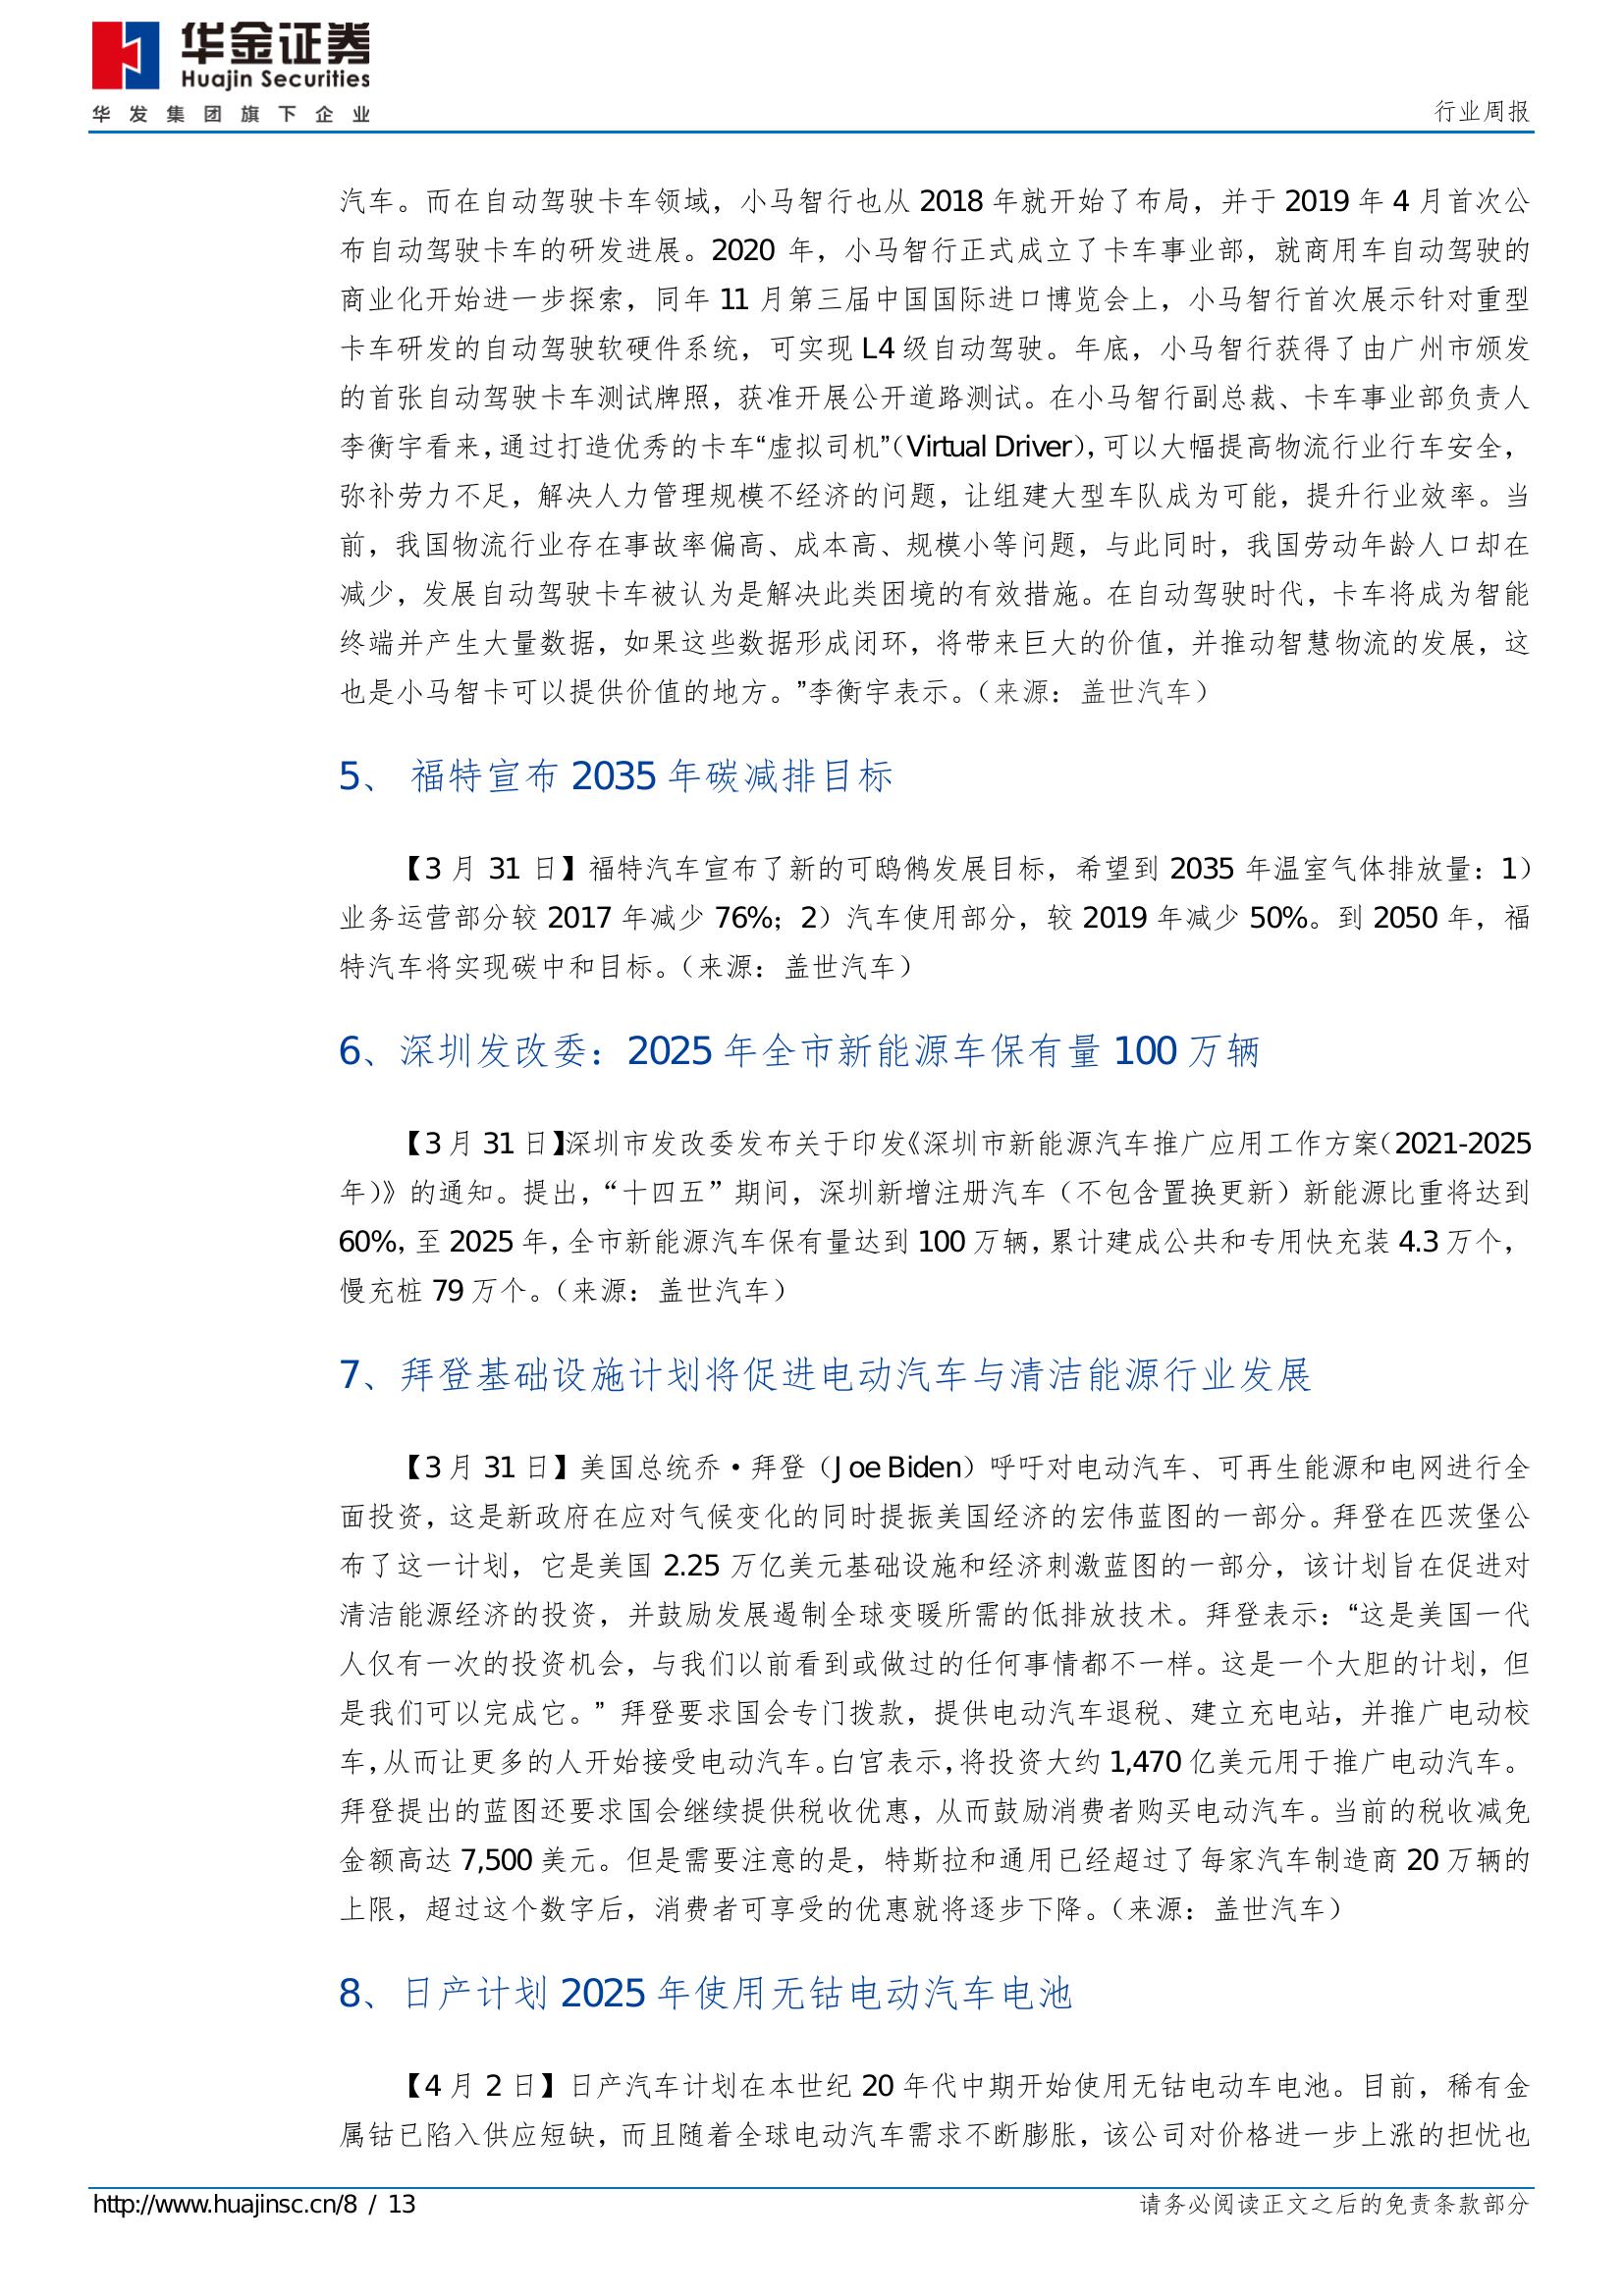 华金证券
Huajin Securities
华发集团旗下企业
行业周报
汽车。而在自动驾驶卡车领域，小马智行也从 2018 年就开始了布局，并于 2019 年 4 月首次公
布自动驾驶卡车的研发进展。2020 年，小马智行正式成立了卡车事业部，就商用车自动驾驶的
商业化开始进一步探索，同年 11 月第三届中国国际进口博览会上，小马智行首次展示针对重型
卡车研发的自动驾驶软硬件系统，可实现 L4 级自动驾驶。年底，小马智行获得了由广州市颁发
的首张自动驾驶卡车测试牌照，获准开展公开道路测试。在小马智行副总裁、卡车事业部负责人
李衡宇看来，通过打造优秀的卡车“虚拟司机”（Virtual Driver），可以大幅提高物流行业行车安全，
弥补劳力不足，解决人力管理规模不经济的问题，让组建大型车队成为可能，提升行业效率。当
前，我国物流行业存在事故率偏高、成本高、规模小等问题，与此同时，我国劳动年龄人口却在
减少，发展自动驾驶卡车被认为是解决此类困境的有效措施。在自动驾驶时代，卡车将成为智能
终端并产生大量数据，如果这些数据形成闭环，将带来巨大的价值，并推动智慧物流的发展，这
也是小马智卡可以提供价值的地方。”李衡宇表示。（来源：盖世汽车）
5、 福特宣布 2035 年碳减排目标
【3 月 31 日】福特汽车宣布了新的可鸱鸺发展目标，希望到 2035 年温室气体排放量：1）
业务运营部分较 2017 年减少 76%；2）汽车使用部分，较 2019 年减少 50%。到 2050 年，福
特汽车将实现碳中和目标。（来源：盖世汽车）
6、深圳发改委：2025 年全市新能源车保有量 100 万辆
【3 月 31 日】深圳市发改委发布关于印发《深圳市新能源汽车推广应用工作方案（2021-2025
年）》的通知。提出，“十四五”期间，深圳新增注册汽车（不包含置换更新）新能源比重将达到
60%，至 2025 年，全市新能源汽车保有量达到 100 万辆，累计建成公共和专用快充装 4.3 万个，
慢充桩 79 万个。（来源：盖世汽车）
7、拜登基础设施计划将促进电动汽车与清洁能源行业发展
【3 月 31 日】美国总统乔·拜登（Joe Biden）呼吁对电动汽车、可再生能源和电网进行全
面投资，这是新政府在应对气候变化的同时提振美国经济的宏伟蓝图的一部分。拜登在匹茨堡公
布了这一计划，它是美国 2.25 万亿美元基础设施和经济刺激蓝图的一部分，该计划旨在促进对
清洁能源经济的投资，并鼓励发展遏制全球变暖所需的低排放技术。拜登表示：“这是美国一代
人仅有一次的投资机会，与我们以前看到或做过的任何事情都不一样。这是一个大胆的计划，但
是我们可以完成它。” 拜登要求国会专门拨款，提供电动汽车退税、建立充电站，并推广电动校
车，从而让更多的人开始接受电动汽车。白宫表示，将投资大约 1,470 亿美元用于推广电动汽车。
拜登提出的蓝图还要求国会继续提供税收优惠，从而鼓励消费者购买电动汽车。当前的税收减免
金额高达 7,500 美元。但是需要注意的是，特斯拉和通用已经超过了每家汽车制造商 20 万辆的
上限，超过这个数字后，消费者可享受的优惠就将逐步下降。（来源：盖世汽车）
8、日产计划 2025 年使用无钴电动汽车电池
【4 月 2 日】日产汽车计划在本世纪 20 年代中期开始使用无钴电动车电池。目前，稀有金
属钴已陷入供应短缺，而且随着全球电动汽车需求不断膨胀，该公司对价格进一步上涨的担忧也
http://www.huajinsc.cn/8 / 13
请务必阅读正文之后的免责条款部分